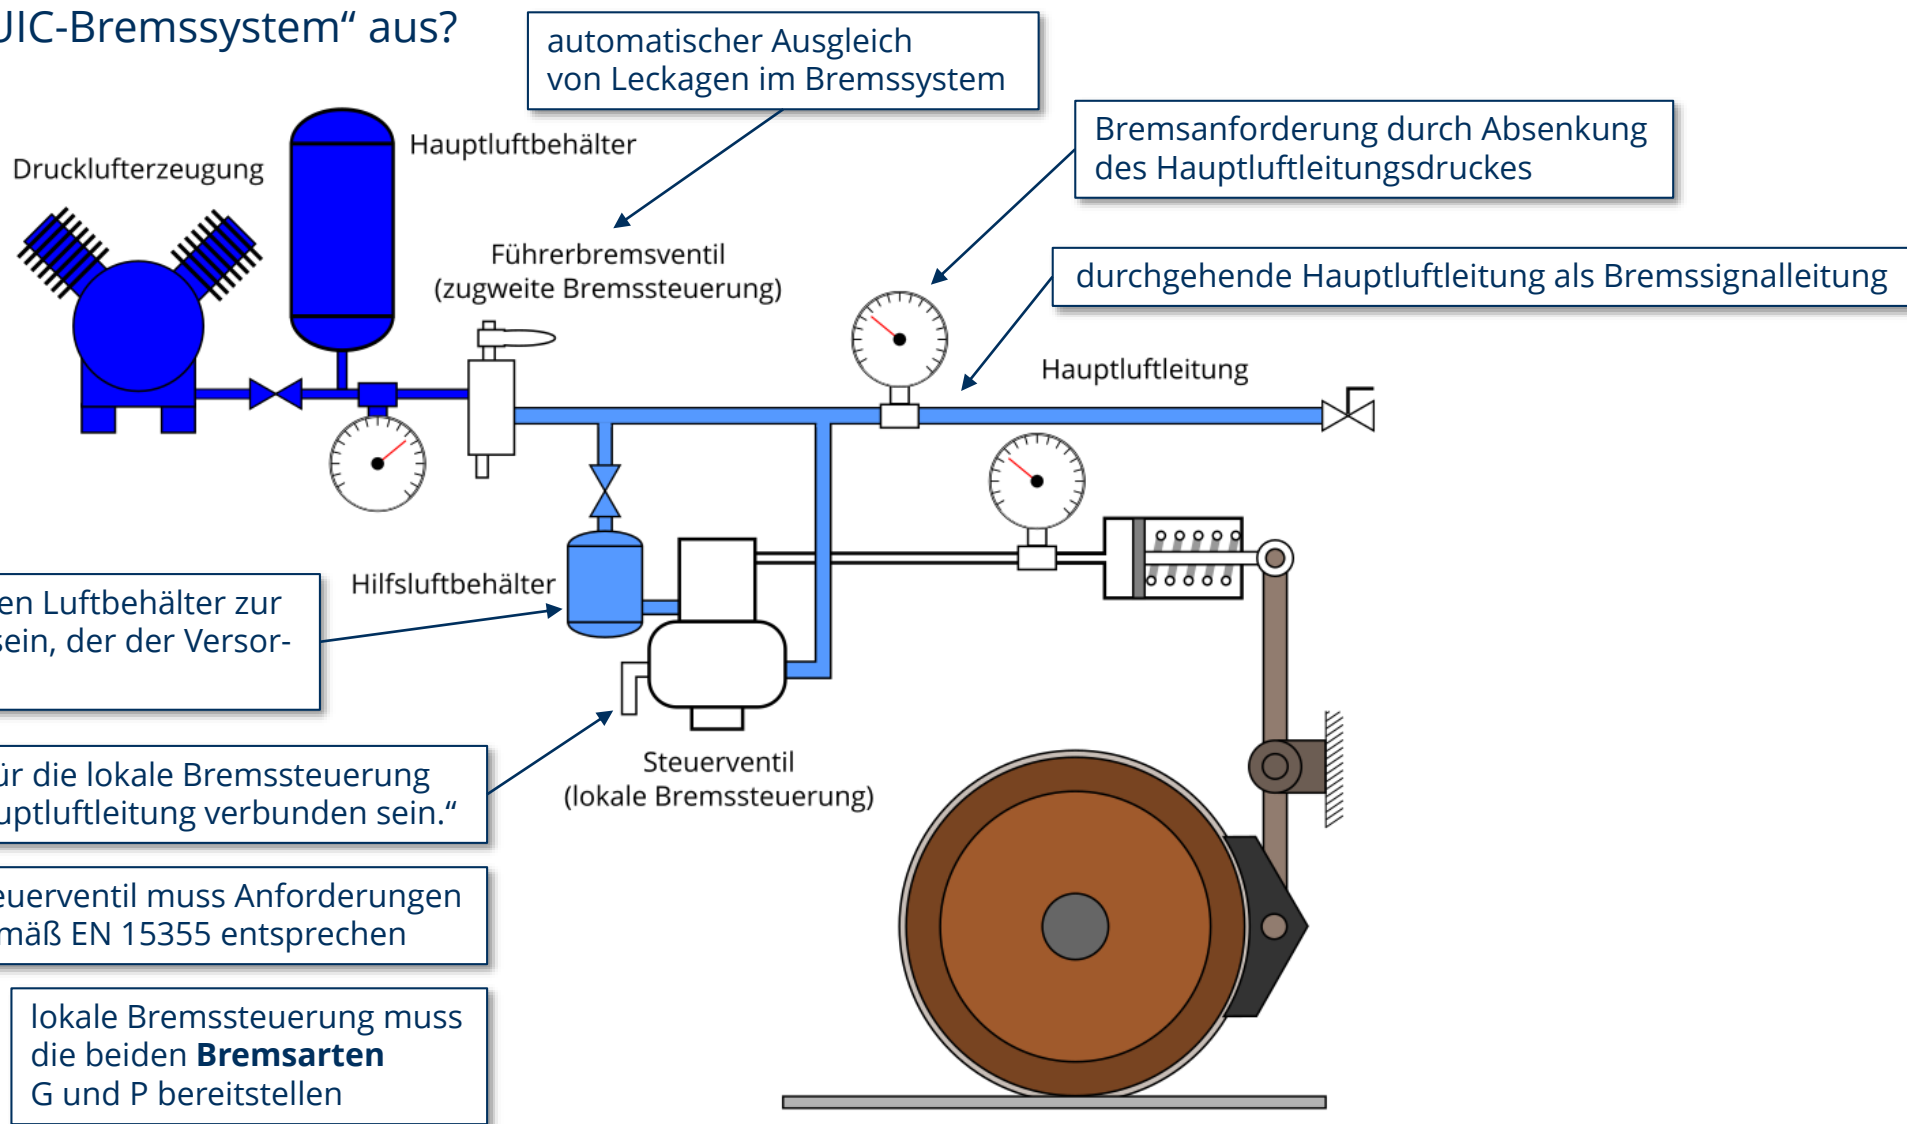 UIC-Bremssystem“ aus?
automatischer Ausgleich
von Leckagen im Bremssystem
Bremsanforderung durch Absenkung
des Hauptluftleitungsdruckes
Hauptluftbehälter
Drucklufterzeugung
Führerbremsventil
(zugweite Bremssteuerung)
durchgehende Hauptluftleitung als Bremssignalleitung
Hauptluftleitung
Hilfsluftbehälter
en Luftbehälter zur
sein, der der Versor-
Steuerventil
(lokale Bremssteuerung)
ür die lokale Bremssteuerung
uptluftleitung verbunden sein.“
euerventil muss Anforderungen
mäß EN 15355 entsprechen
lokale Bremssteuerung muss
die beiden Bremsarten
G und P bereitstellen